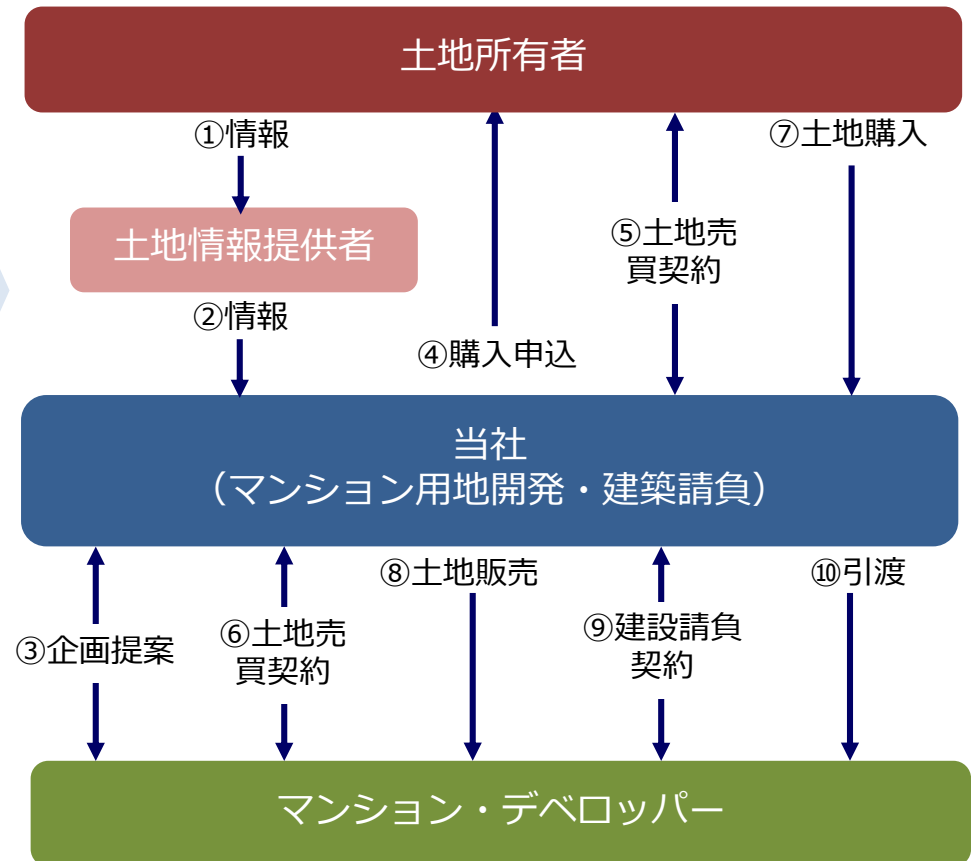 土地所有者
①情報
⑦土地購入
土地情報提供者
⑤土地売
買契約
②情報
④購入申込
当社
（マンション用地開発・建築請負）
⑧土地販売
⑩引渡
③企画提案
⑥土地売
買契約
⑨建設請負
契約
マンション・デベロッパー